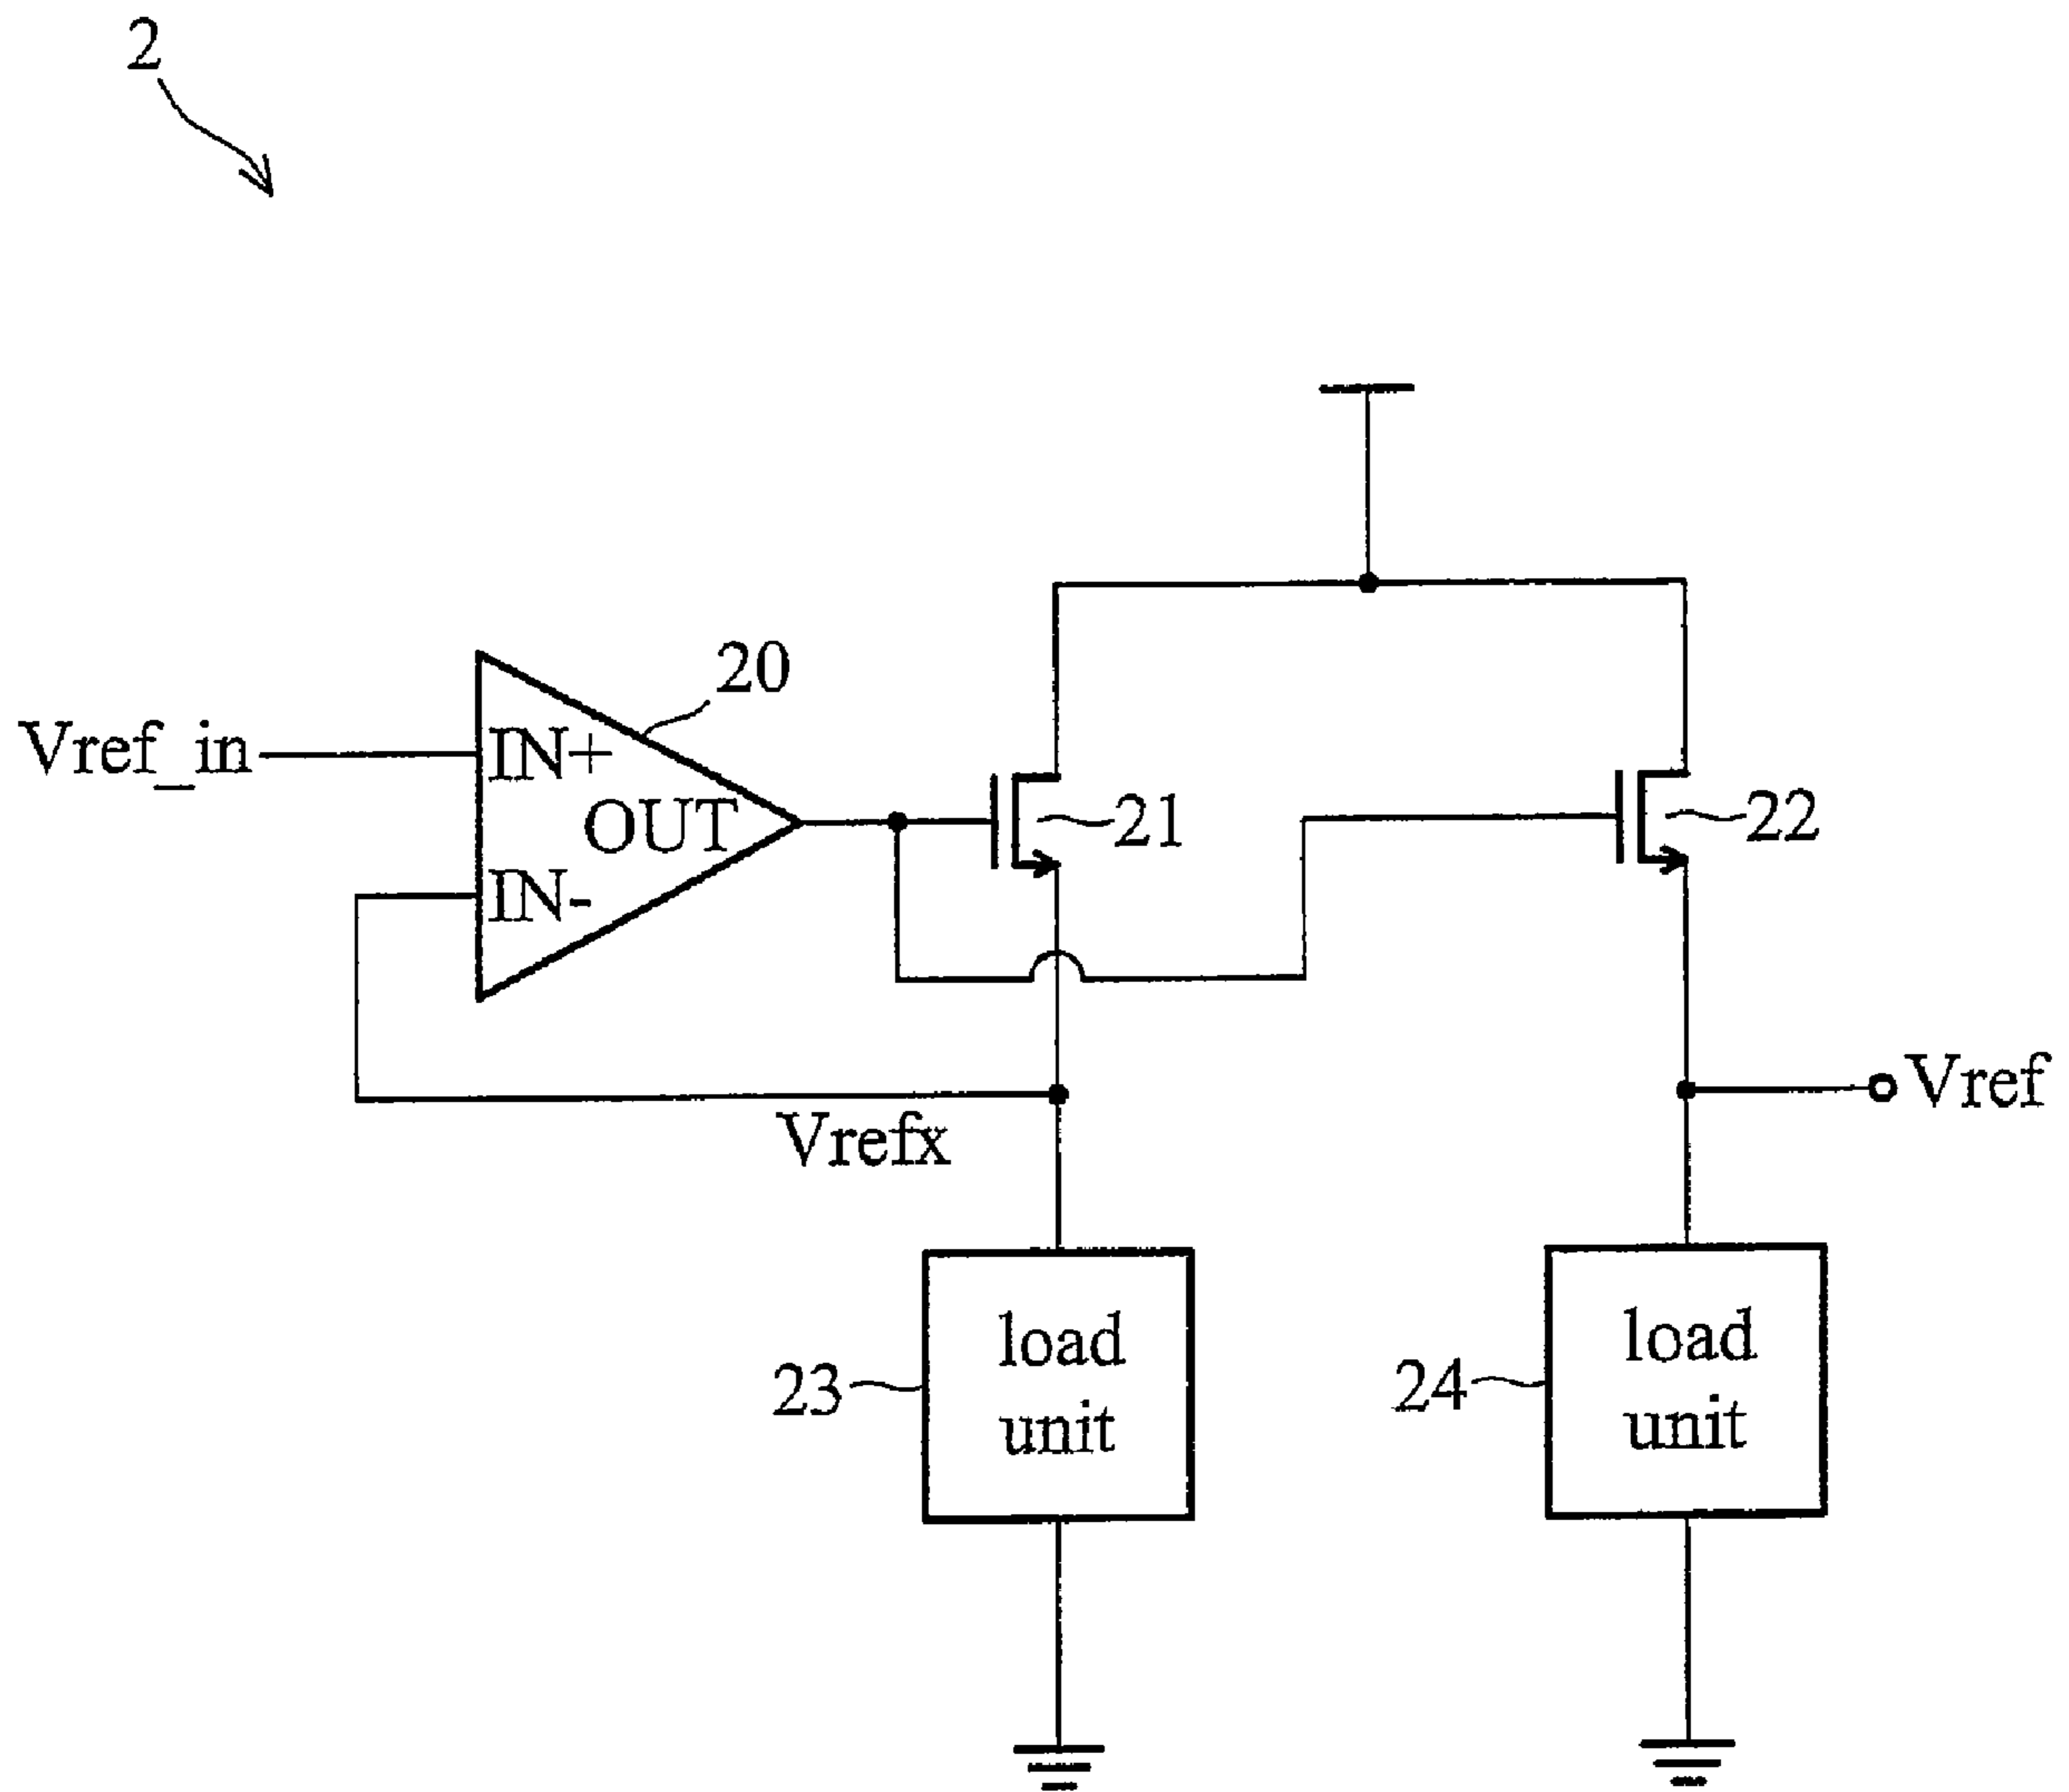 2
20
Vref_in
IN+
OUT
IN-
21
22
Vrefx
Vref
load
unit
23
load
unit
24